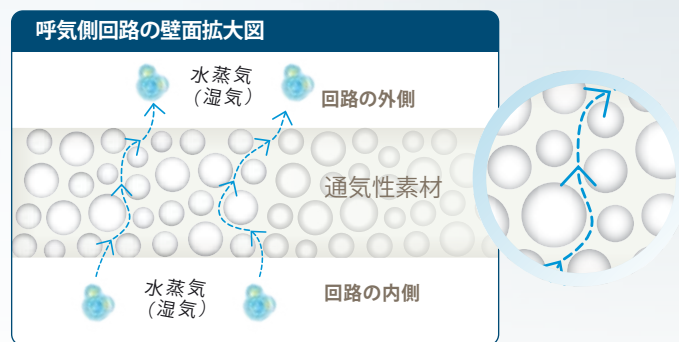 呼気側回路の壁面拡大図
水蒸気
（湿気）
回路の外側
通気性素材
水蒸気
（湿気）
回路の内側